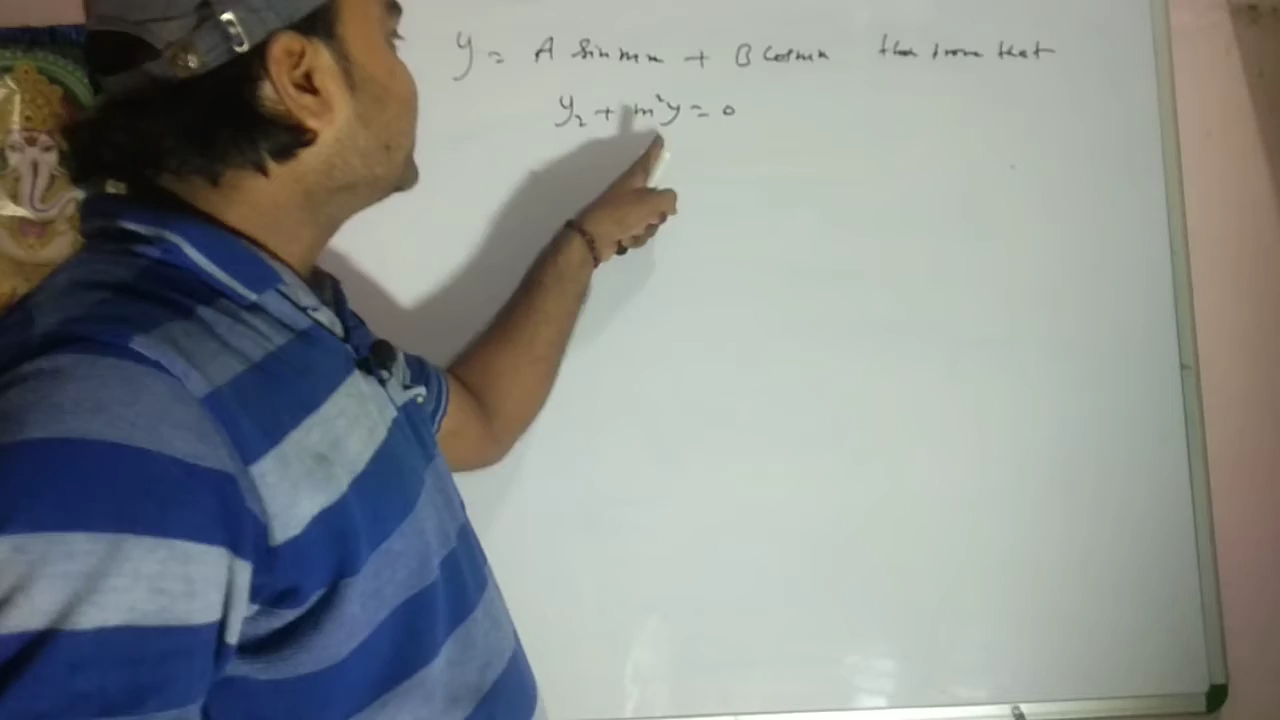 y = A sin mx + B cos mx then prove that
y₂ + m²y = 0